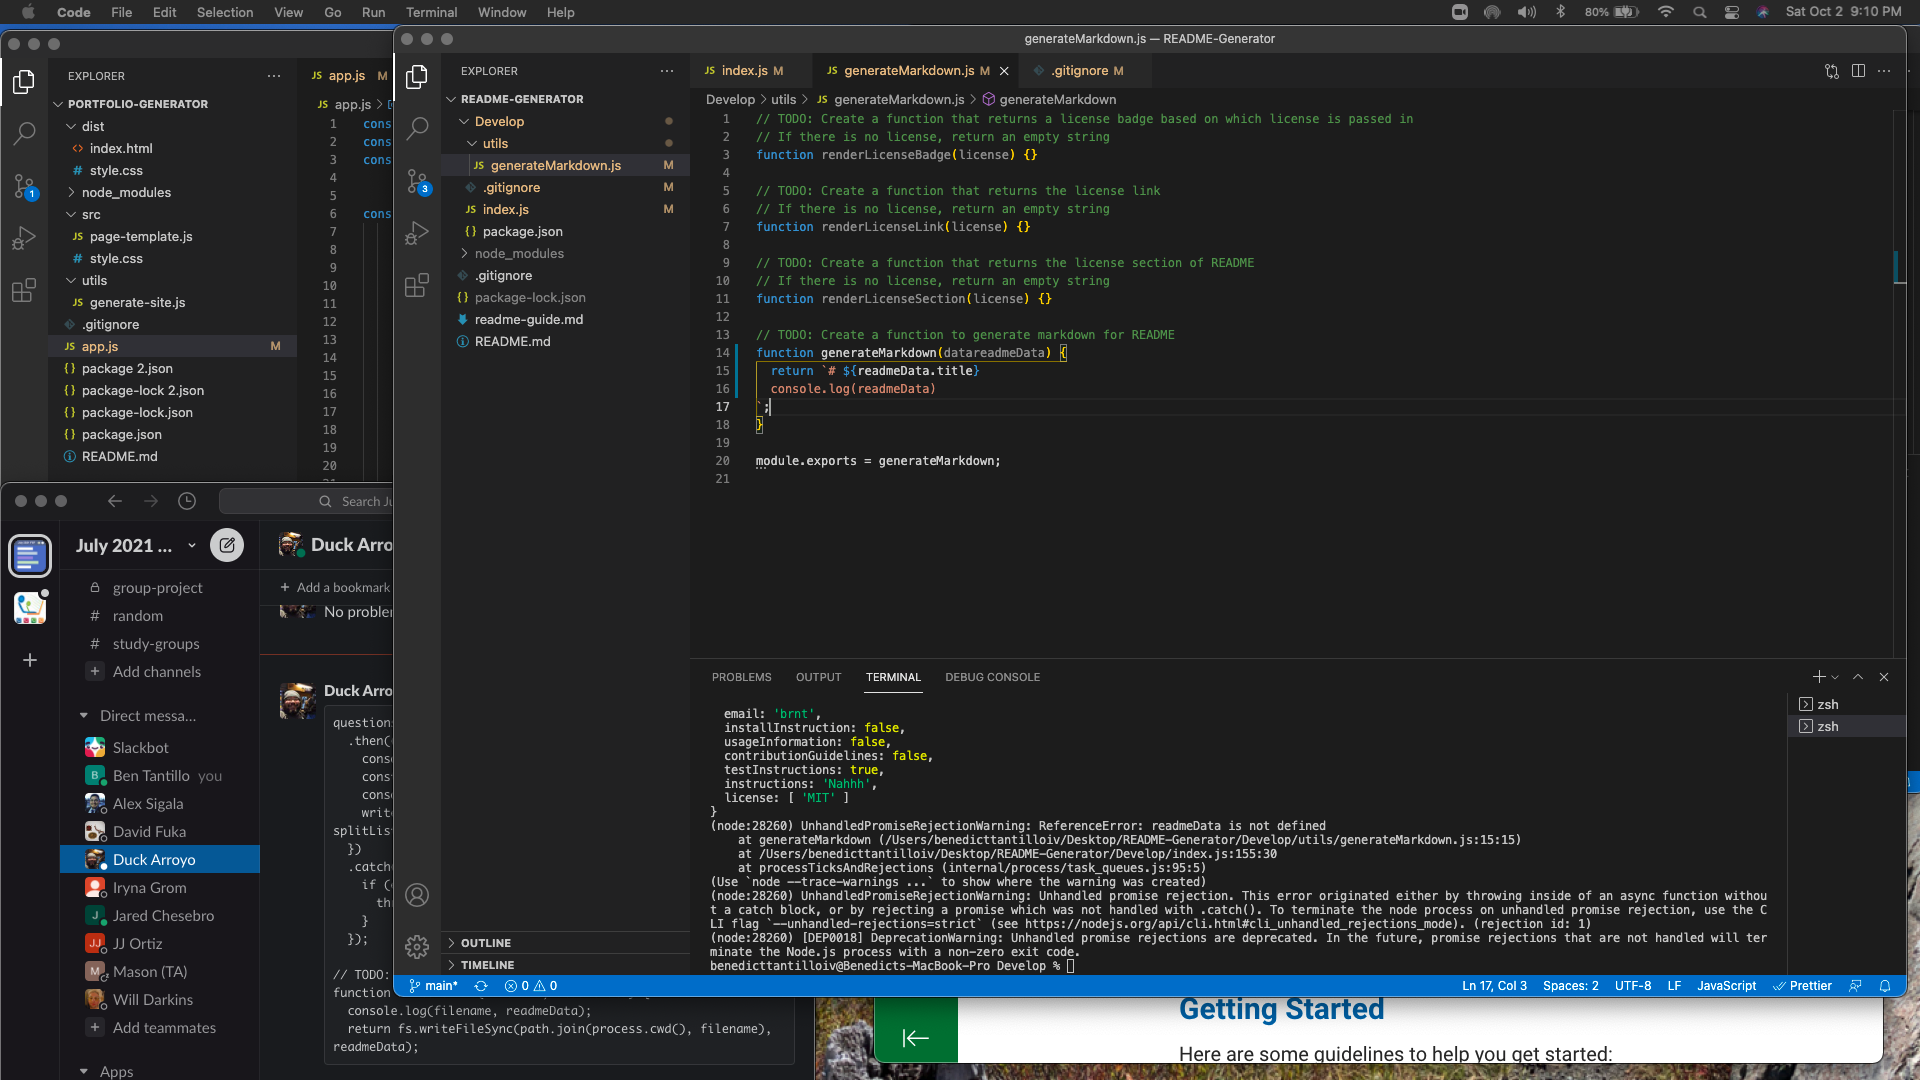 Code File Edit Selection View Go Run Terminal Window Help
80%
Sat Oct 2 9:10 PM
EXPLORER
PORTFOLIO-GENERATOR
dist
index.html
style.css
node_modules
src
page-template.js
style.css
utils
generate-site.js
.gitignore
app.js M
package 2.json
package-lock 2.json
package-lock.json
package.json
README.md
JS app.js M
JS app.js >
1 cons
2 cons
3 cons
4
5
6 cons
7
8
9
10
11
12
13
14
15
16
17
18
19
20
generateMarkdown.js — README-Generator
EXPLORER
README-GENERATOR
Develop
utils
JS generateMarkdown.js M
.gitignore M
JS index.js M
{} package.json
node_modules
.gitignore
{} package-lock.json
readme-guide.md
README.md
OUTLINE
TIMELINE
JS index.js M
JS generateMarkdown.js M
.gitignore M
Develop > utils > JS generateMarkdown.js > generateMarkdown
1 // TODO: Create a function that returns a license badge based on which license is passed in
2 // If there is no license, return an empty string
3 function renderLicenseBadge(license) {}
4
5 // TODO: Create a function that returns the license link
6 // If there is no license, return an empty string
7 function renderLicenseLink(license) {}
8
9 // TODO: Create a function that returns the license section of README
10 // If there is no license, return an empty string
11 function renderLicenseSection(license) {}
12
13 // TODO: Create a function to generate markdown for README
14 function generateMarkdown(datareadmeData) {
15 return `# ${readmeData.title}
16 console.log(readmeData)
17 `;
18 }
19
20 module.exports = generateMarkdown;
21
PROBLEMS OUTPUT TERMINAL DEBUG CONSOLE
zsh
zsh
email: 'brnt',
installInstruction: false,
usageInformation: false,
contributionGuidelines: false,
testInstructions: true,
instructions: 'Nahhh',
license: [ 'MIT' ]
}
(node:28260) UnhandledPromiseRejectionWarning: ReferenceError: readmeData is not defined
at generateMarkdown (/Users/benedicttantilloiv/Desktop/README-Generator/Develop/utils/generateMarkdown.js:15:15)
at /Users/benedicttantilloiv/Desktop/README-Generator/Develop/index.js:155:30
at processTicksAndRejections (internal/process/task_queues.js:95:5)
(Use `node --trace-warnings ...` to show where the warning was created)
(node:28260) UnhandledPromiseRejectionWarning: Unhandled promise rejection. This error originated either by throwing inside of an async function withou
t a catch block, or by rejecting a promise which was not handled with .catch(). To terminate the node process on unhandled promise rejection, use the C
LI flag `--unhandled-rejections=strict` (see https://nodejs.org/api/cli.html#cli_unhandled_rejections_mode). (rejection id: 1)
(node:28260) [DEP0018] DeprecationWarning: Unhandled promise rejections are deprecated. In the future, promise rejections that are not handled will ter
minate the Node.js process with a non-zero exit code.
benedicttantilloiv@Benedicts-MacBook-Pro Develop %
main* 0 0
Ln 17, Col 3 Spaces: 2 UTF-8 LF JavaScript Prettier
1
3
Search Ju
July 2021 ...
group-project
# random
# study-groups
+ Add channels
Direct messa...
Slackbot
Ben Tantillo you
Alex Sigala
David Fuka
Duck Arroyo
Iryna Grom
Jared Chesebro
JJ Ortiz
Mason (TA)
Will Darkins
+ Add teammates
Apps
Duck Arro
+ Add a bookmark
No probler
Duck Arro
question
.then(
cons
cons
cons
writ
splitLis
})
.catch
if (
thr
}
});
// TODO:
function
console.log(filename, readmeData);
return fs.writeFileSync(path.join(process.cwd(), filename),
readmeData);
Getting Started
Here are some guidelines to help you get started: